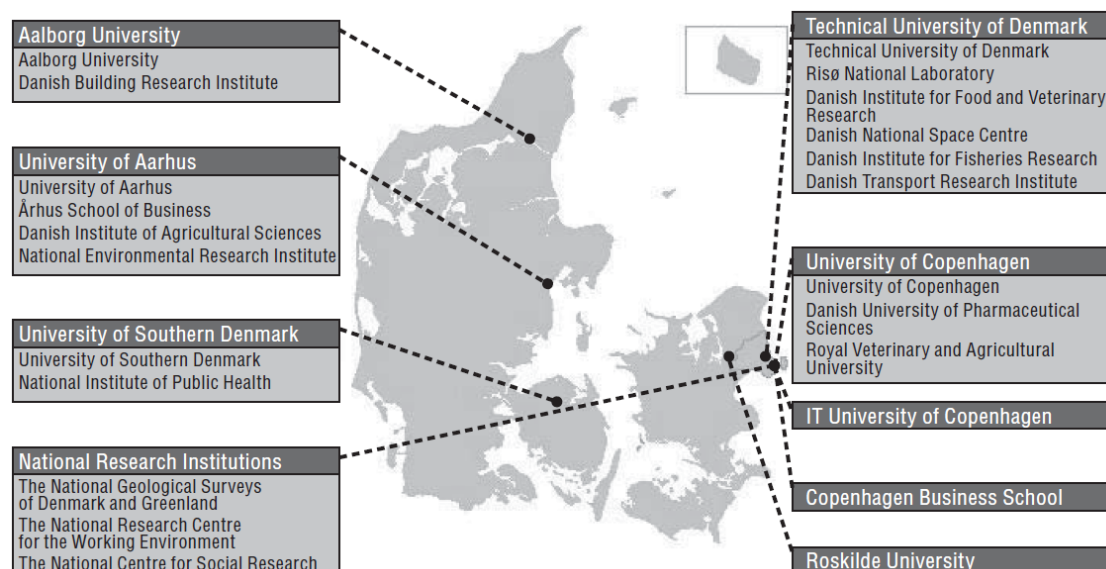 Aalborg University
Aalborg University
Danish Building Research Institute
University of Aarhus
University of Aarhus
Århus School of Business
Danish Institute of Agricultural Sciences
National Environmental Research Institute
University of Southern Denmark
University of Southern Denmark
National Institute of Public Health
National Research Institutions
The National Geological Surveys
of Denmark and Greenland
The National Research Centre
for the Working Environment
The National Centre for Social Research
Technical University of Denmark
Technical University of Denmark
Risø National Laboratory
Danish Institute for Food and Veterinary
Research
Danish National Space Centre
Danish Institute for Fisheries Research
Danish Transport Research Institute
University of Copenhagen
University of Copenhagen
Danish University of Pharmaceutical
Sciences
Royal Veterinary and Agricultural
University
IT University of Copenhagen
Copenhagen Business School
Roskilde University